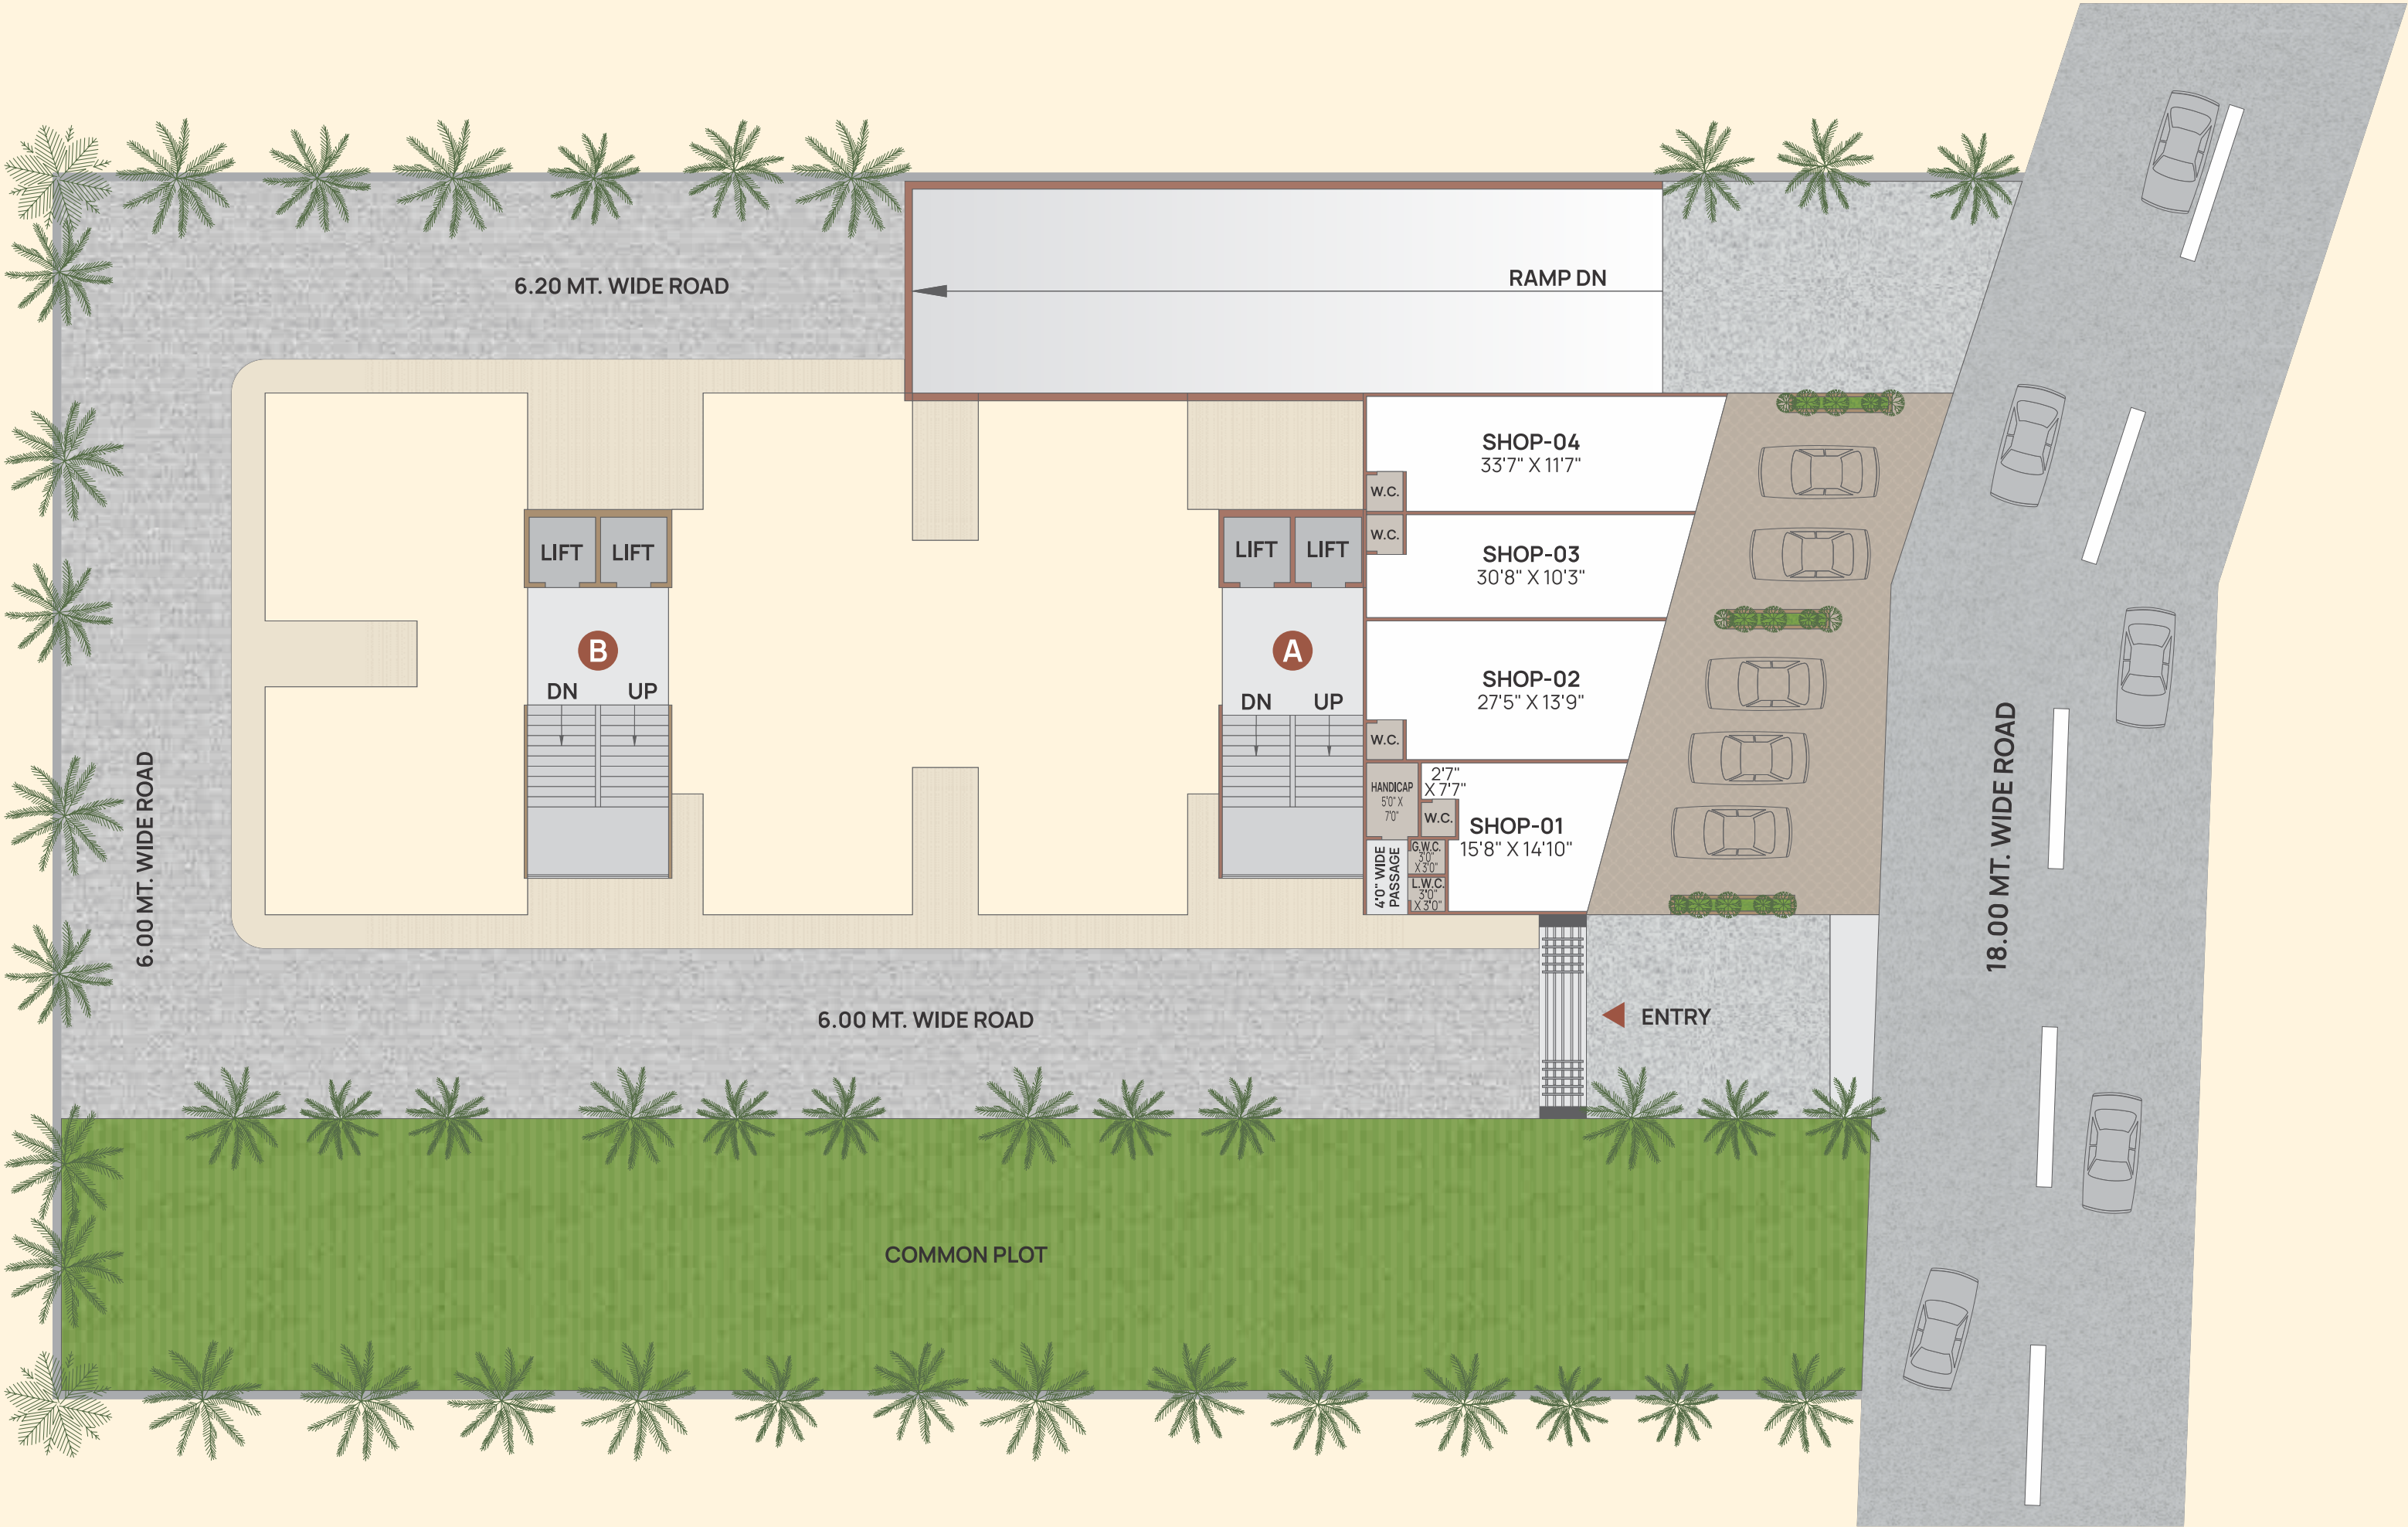 6.20 MT. WIDE ROAD
RAMP DN
SHOP-04
33'7" X 11'7"
W.C.
W.C.
SHOP-03
30'8" X 10'3"
LIFT
LIFT
LIFT
LIFT
B
A
DN
UP
DN
UP
SHOP-02
27'5" X 13'9"
W.C.
HANDICAP
5'0" X
7'0"
2'7"
X 7'7"
W.C.
SHOP-01
15'8" X 14'10"
4'0" WIDE
PASSAGE
G.W.C.
3'0"
X 3'0"
L.W.C.
3'0"
X 3'0"
6.00 MT. WIDE ROAD
18.00 MT. WIDE ROAD
6.00 MT. WIDE ROAD
ENTRY
COMMON PLOT